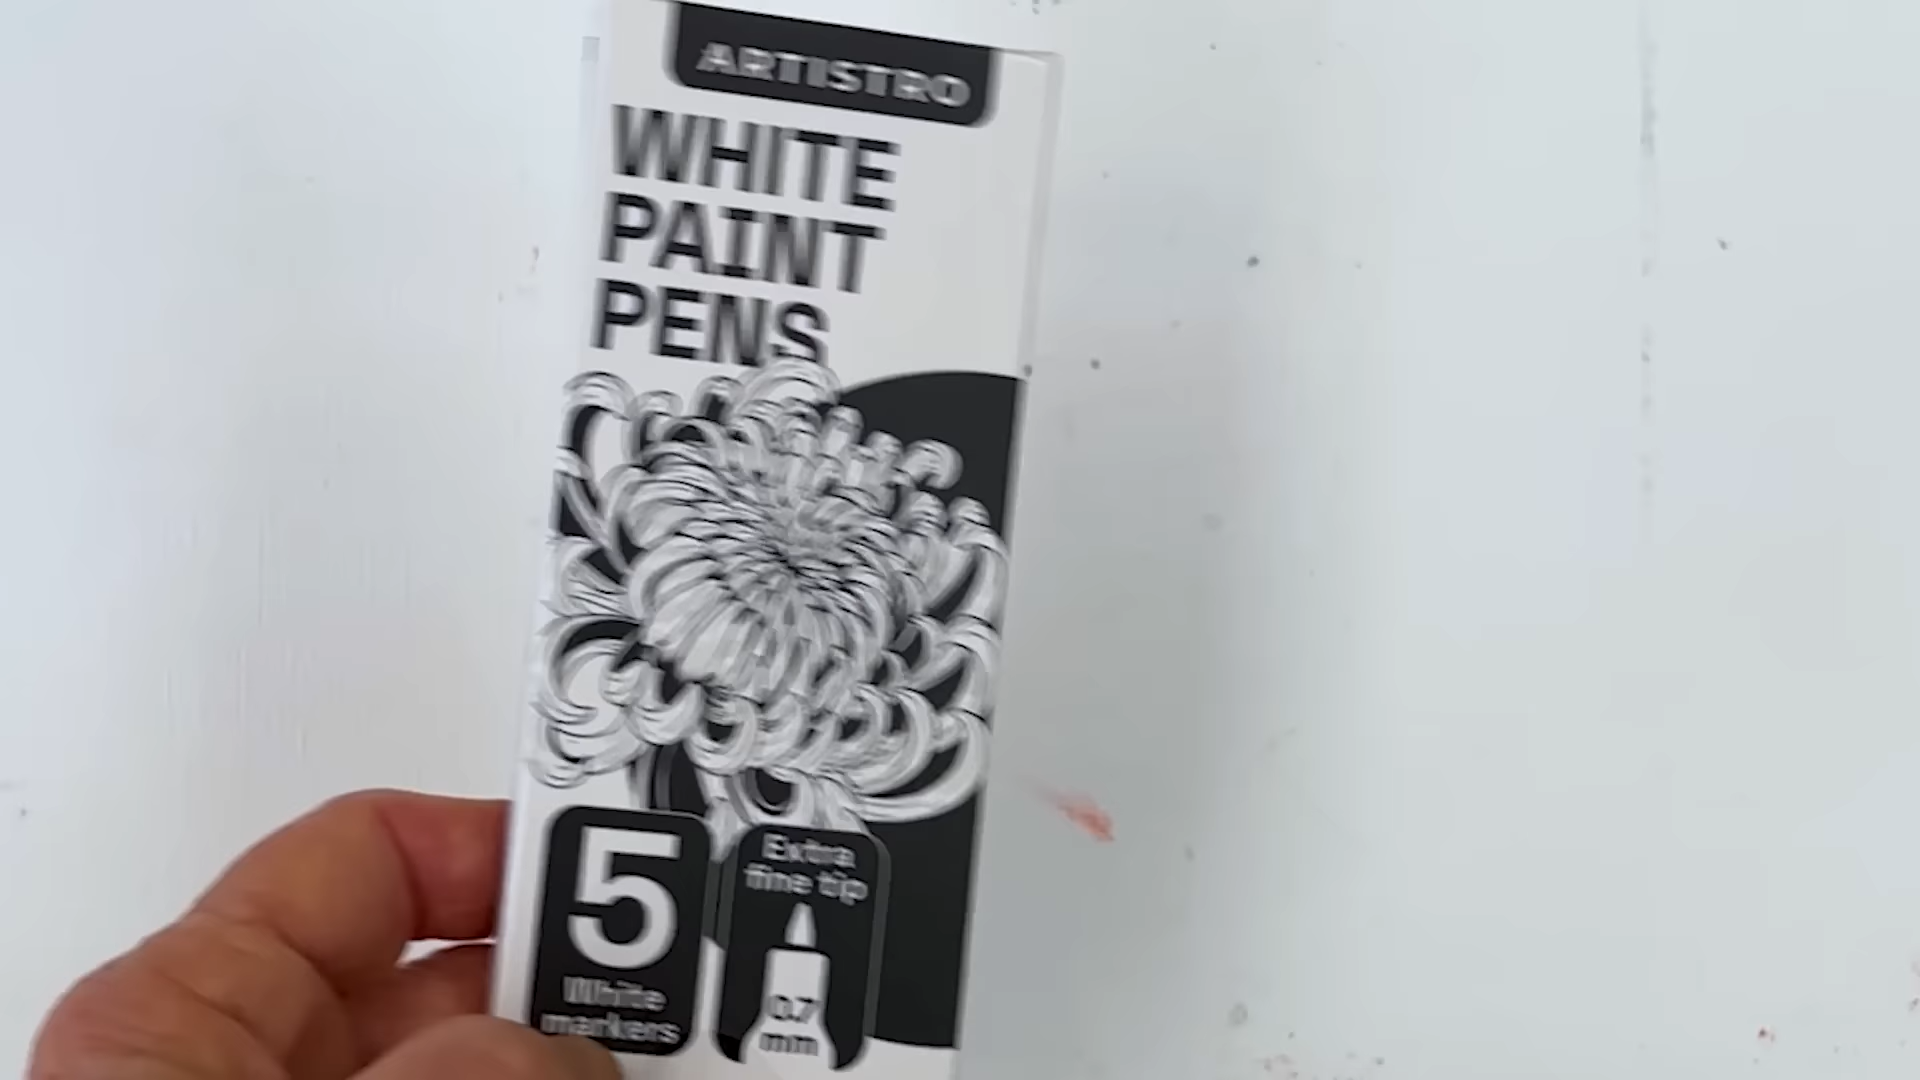 ARTISTRO
WHITE
PAINT
PENS
5
White
markers
Extra
fine tip
0.7
mm